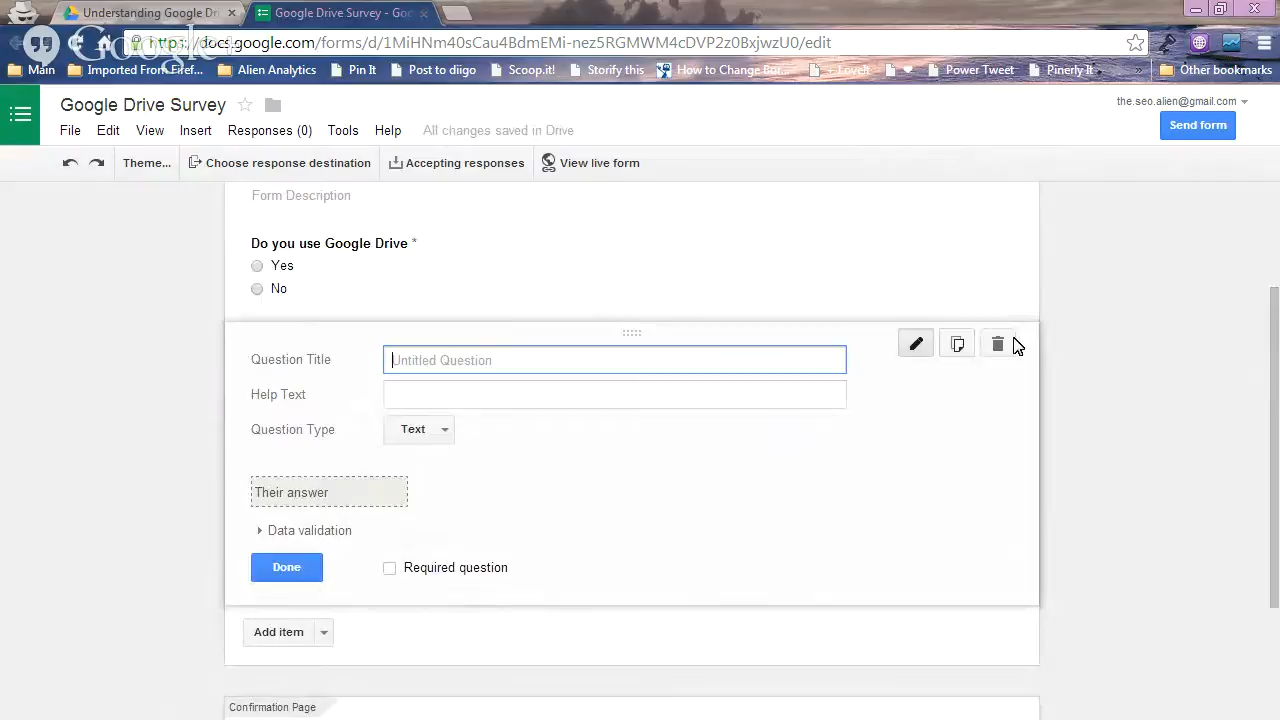 Understanding Google Dri
Google Drive Survey - Goo
Google
https://docs.google.com/forms/d/1MiHNm40sCau4BdmEMi-nez5RGMWM4cDVP2z0BxjwzU0/edit
Main
Imported From Firef...
Alien Analytics
Pin It
Post to diigo
Scoop.it!
Storify this
How to Change Bor...
+ LoveIt
Power Tweet
Pinerly It
»
Other bookmarks
Google Drive Survey
the.seo.alien@gmail.com
File Edit View Insert Responses (0) Tools Help All changes saved in Drive
Send form
Theme... Choose response destination Accepting responses View live form
Form Description
Do you use Google Drive *
Yes
No
Question Title Untitled Question
Help Text
Question Type Text
Their answer
Data validation
Done Required question
Add item
Confirmation Page